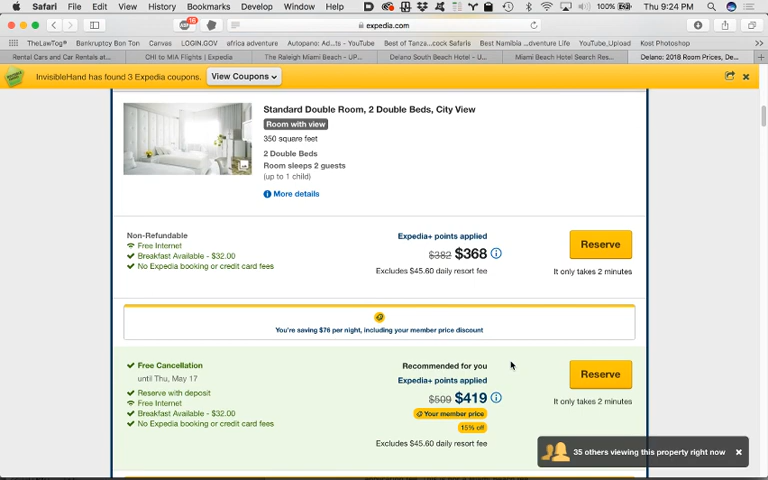 Safari File Edit View History Bookmarks Develop Window Help 100% Thu 9:24 PM
expedia.com
TheLawTog® Bankruptcy Bon Ton Canvas LOGIN.GOV africa adventure Autopano: Ad...ts - YouTube Best of Tanza...cock Safaris Best Namibia ...dventure Life YouTube_Upload Kost Photoshop
Rental Cars and Car Rentals at... CHI to MIA Flights | Expedia The Raleigh Miami Beach - UP... Delano South Beach Hotel - U... Miami Beach Hotel Search Res... Delano: 2018 Room Prices, De...
InvisibleHand has found 3 Expedia coupons. View Coupons
Standard Double Room, 2 Double Beds, City View
Room with view
350 square feet
2 Double Beds
Room sleeps 2 guests
(up to 1 child)
More details
Non-Refundable
Free Internet
Breakfast Available - $32.00
No Expedia booking or credit card fees
Expedia+ points applied
$382 $368
Excludes $45.60 daily resort fee
Reserve
It only takes 2 minutes
You're saving $76 per night, including your member price discount
Free Cancellation
until Thu, May 17
Reserve with deposit
Free Internet
Breakfast Available - $32.00
No Expedia booking or credit card fees
Recommended for you
Expedia+ points applied
$509 $419
Your member price
15% off
Excludes $45.60 daily resort fee
Reserve
It only takes 2 minutes
35 others viewing this property right now